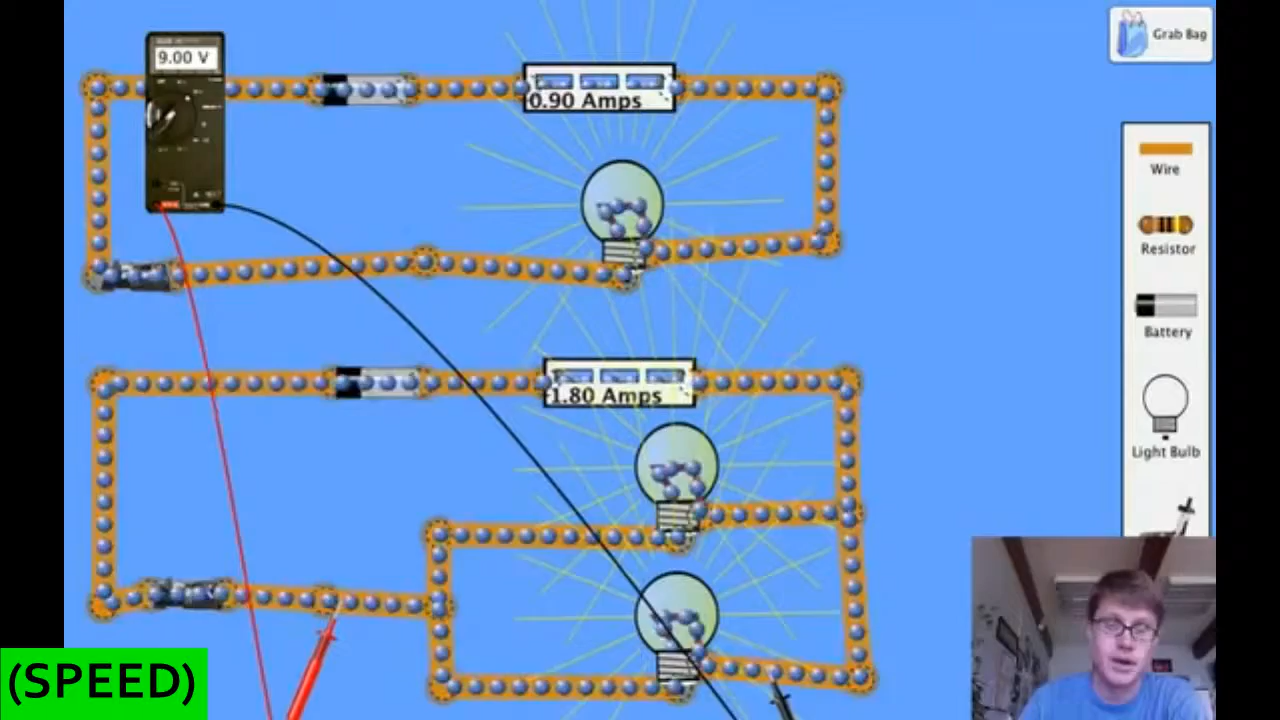 9.00 V
Grab Bag
0.90 Amps
Wire
Resistor
Battery
1.80 Amps
Light Bulb
(SPEED)